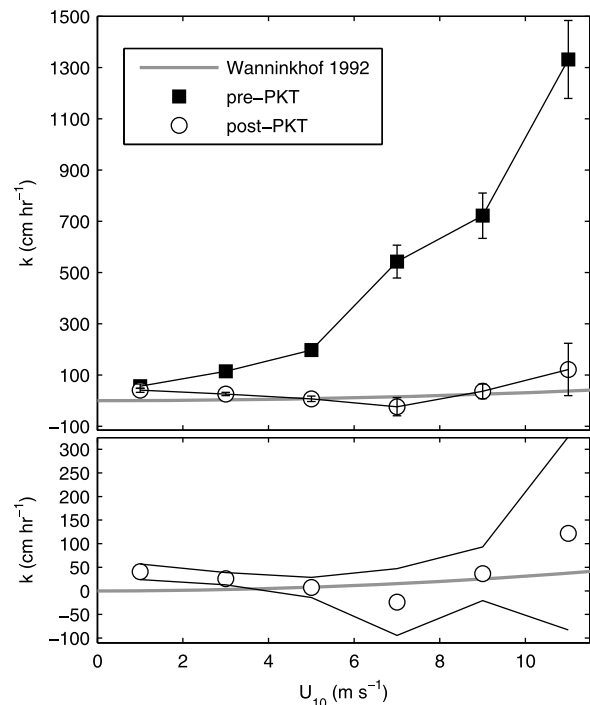 1500
1300
1100
900
700
500
300
100
−100
k (cm hr⁻¹)
Wanninkhof 1992
pre−PKT
post−PKT
300
250
200
150
100
50
0
−50
−100
k (cm hr⁻¹)
0 2 4 6 8 10
U₁₀ (m s⁻¹)